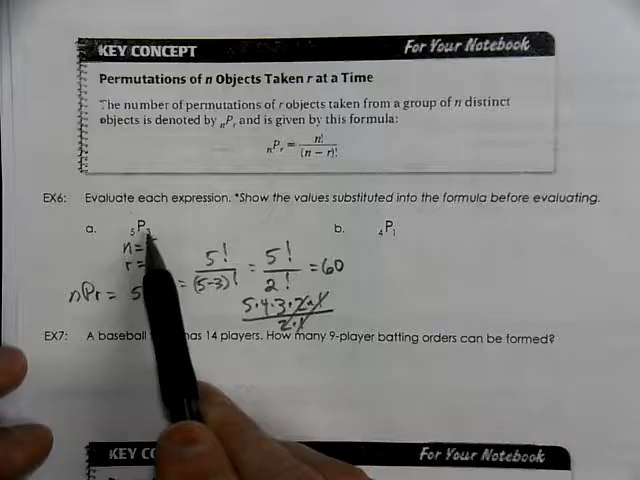 KEY CONCEPT For Your Notebook
Permutations of n Objects Taken r at a Time
The number of permutations of r objects taken from a group of n distinct
objects is denoted by nPr and is given by this formula:
nPr = n! / (n − r)!
EX6: Evaluate each expression. *Show the values substituted into the formula before evaluating.
a. 5P3 b. 4P1
n=
r=
nPr = 5 = 5! / (5-3)! = 5! / 2! = 60
5·4·3·2·1 / 2·1
EX7: A baseball has 14 players. How many 9-player batting orders can be formed?
KEY For Your Notebook